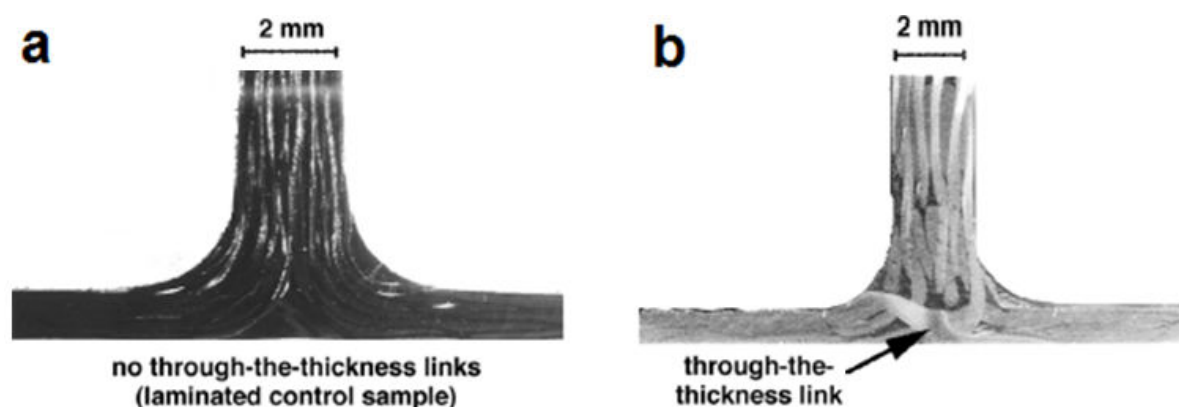 a
2 mm
no through-the-thickness links
(laminated control sample)
b
2 mm
through-the-
thickness link